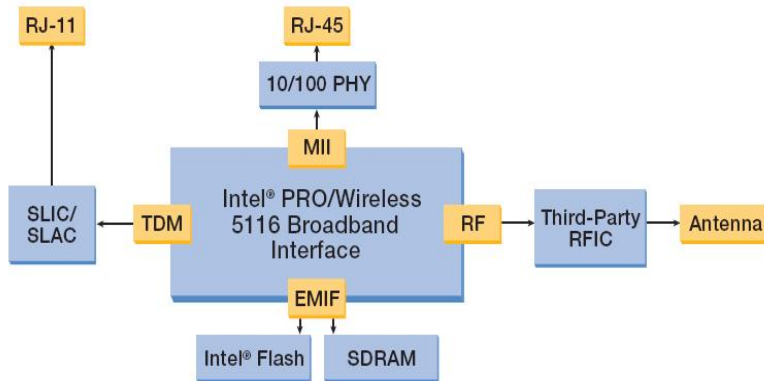 RJ-11
RJ-45
10/100 PHY
MII
Intel® PRO/Wireless
5116 Broadband
Interface
SLIC/
SLAC
TDM
RF
Third-Party
RFIC
Antenna
EMIF
Intel® Flash
SDRAM